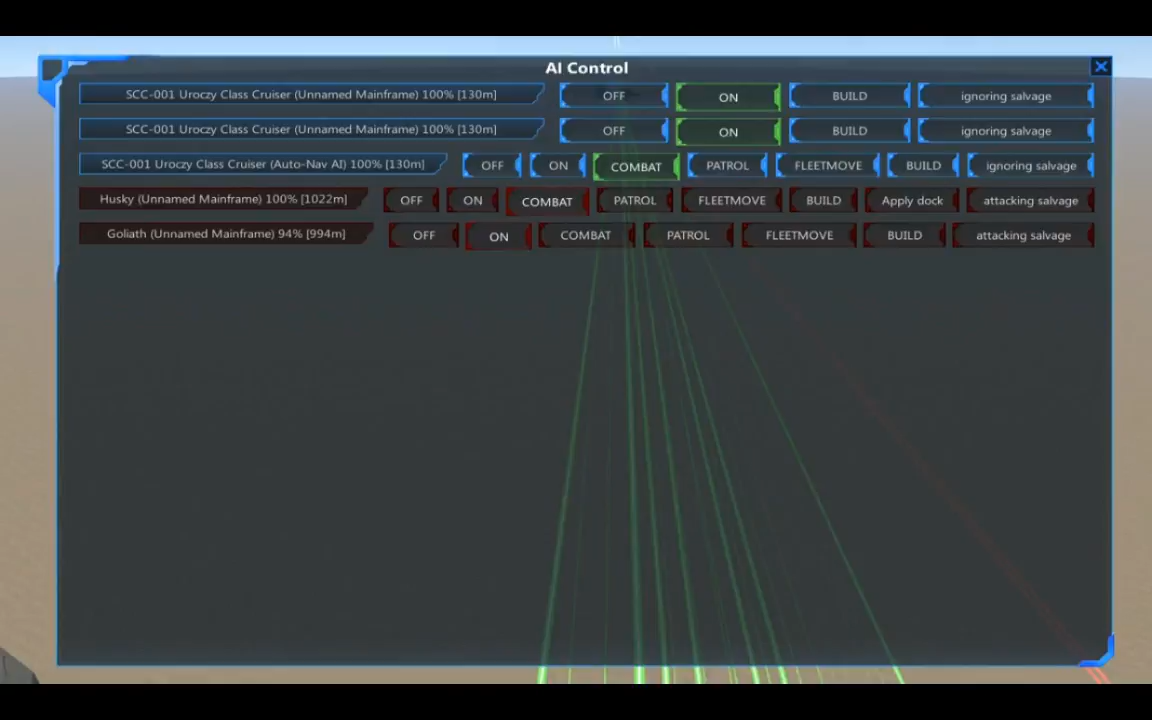 AI Control
SCC-001 Uroczy Class Cruiser (Unnamed Mainframe) 100% [130m] OFF ON BUILD ignoring salvage
SCC-001 Uroczy Class Cruiser (Unnamed Mainframe) 100% [130m] OFF ON BUILD ignoring salvage
SCC-001 Uroczy Class Cruiser (Auto-Nav AI) 100% [130m] OFF ON COMBAT PATROL FLEETMOVE BUILD ignoring salvage
Husky (Unnamed Mainframe) 100% [1022m] OFF ON COMBAT PATROL FLEETMOVE BUILD Apply dock attacking salvage
Goliath (Unnamed Mainframe) 94% [994m] OFF ON COMBAT PATROL FLEETMOVE BUILD attacking salvage